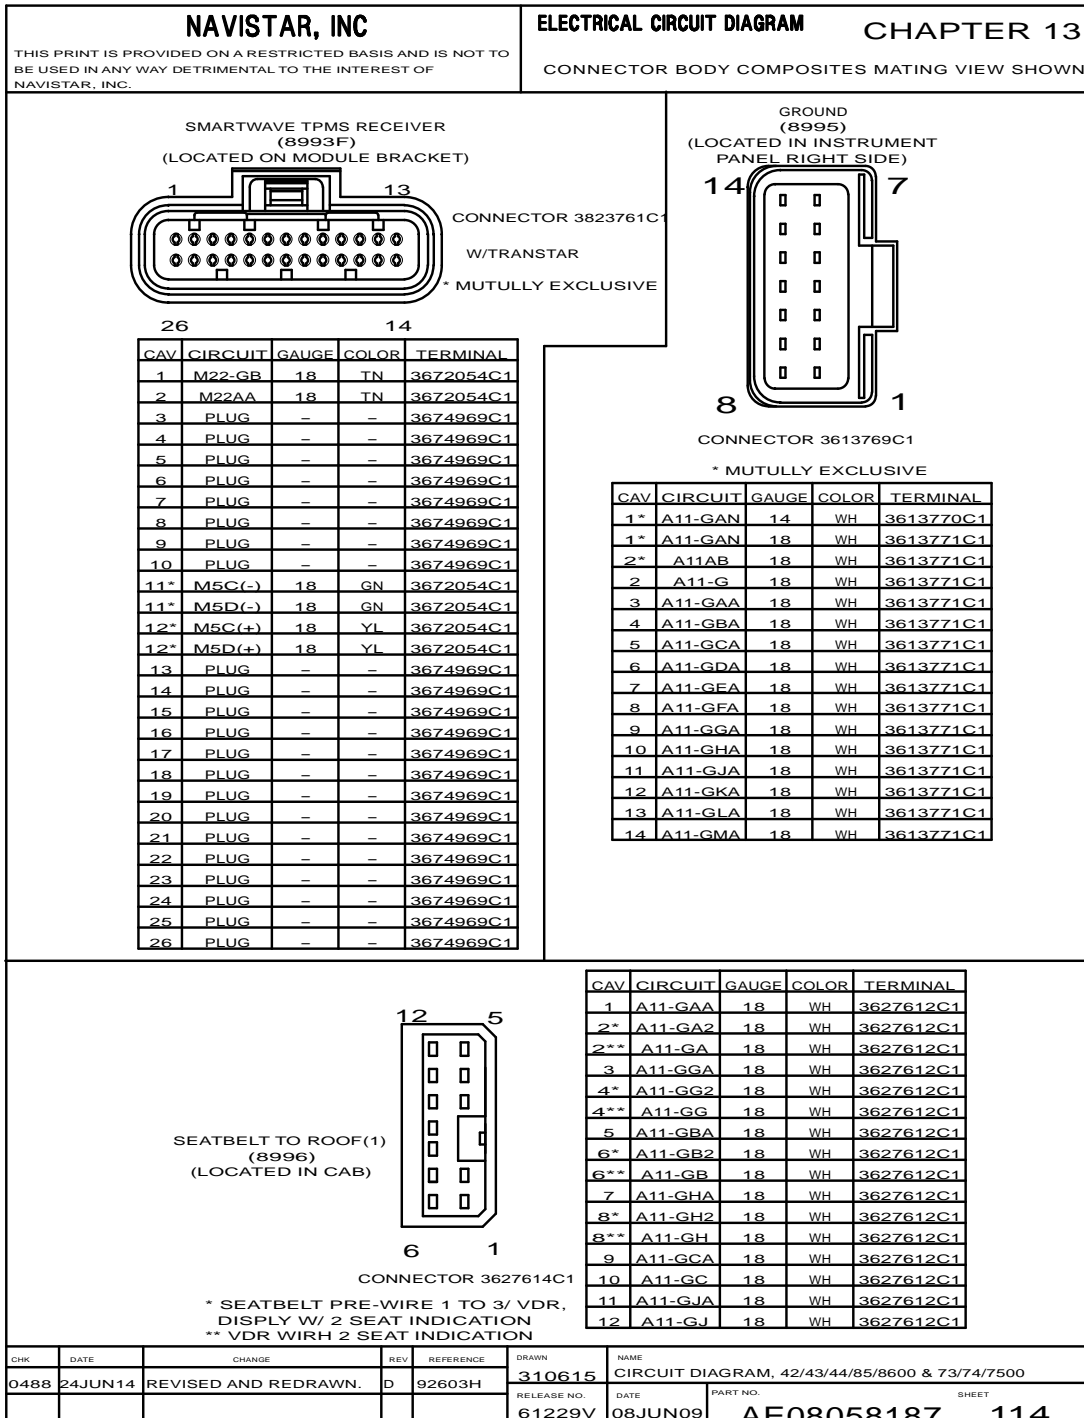 NAVISTAR, INC
THIS PRINT IS PROVIDED ON A RESTRICTED BASIS AND IS NOT TO
BE USED IN ANY WAY DETRIMENTAL TO THE INTEREST OF
NAVISTAR, INC.
ELECTRICAL CIRCUIT DIAGRAM
CHAPTER 13
CONNECTOR BODY COMPOSITES MATING VIEW SHOWN
SMARTWAVE TPMS RECEIVER
(8993F)
(LOCATED ON MODULE BRACKET)
1 13
CONNECTOR 3823761C1
W/TRANSTAR
* MUTULLY EXCLUSIVE
26 14
CAV CIRCUIT GAUGE COLOR TERMINAL
1 M22-GB 18 TN 3672054C1
2 M22AA 18 TN 3672054C1
3 PLUG – – 3674969C1
4 PLUG – – 3674969C1
5 PLUG – – 3674969C1
6 PLUG – – 3674969C1
7 PLUG – – 3674969C1
8 PLUG – – 3674969C1
9 PLUG – – 3674969C1
10 PLUG – – 3674969C1
11* M5C(-) 18 GN 3672054C1
11* M5D(-) 18 GN 3672054C1
12* M5C(+) 18 YL 3672054C1
12* M5D(+) 18 YL 3672054C1
13 PLUG – – 3674969C1
14 PLUG – – 3674969C1
15 PLUG – – 3674969C1
16 PLUG – – 3674969C1
17 PLUG – – 3674969C1
18 PLUG – – 3674969C1
19 PLUG – – 3674969C1
20 PLUG – – 3674969C1
21 PLUG – – 3674969C1
22 PLUG – – 3674969C1
23 PLUG – – 3674969C1
24 PLUG – – 3674969C1
25 PLUG – – 3674969C1
26 PLUG – – 3674969C1
GROUND
(8995)
(LOCATED IN INSTRUMENT
PANEL RIGHT SIDE)
14 7
8 1
CONNECTOR 3613769C1
* MUTULLY EXCLUSIVE
CAV CIRCUIT GAUGE COLOR TERMINAL
1* A11-GAN 14 WH 3613770C1
1* A11-GAN 18 WH 3613771C1
2* A11AB 18 WH 3613771C1
2 A11-G 18 WH 3613771C1
3 A11-GAA 18 WH 3613771C1
4 A11-GBA 18 WH 3613771C1
5 A11-GCA 18 WH 3613771C1
6 A11-GDA 18 WH 3613771C1
7 A11-GEA 18 WH 3613771C1
8 A11-GFA 18 WH 3613771C1
9 A11-GGA 18 WH 3613771C1
10 A11-GHA 18 WH 3613771C1
11 A11-GJA 18 WH 3613771C1
12 A11-GKA 18 WH 3613771C1
13 A11-GLA 18 WH 3613771C1
14 A11-GMA 18 WH 3613771C1
12 5
SEATBELT TO ROOF(1)
(8996)
(LOCATED IN CAB)
6 1
CONNECTOR 3627614C1
* SEATBELT PRE-WIRE 1 TO 3/ VDR,
DISPLY W/ 2 SEAT INDICATION
** VDR WIRH 2 SEAT INDICATION
CAV CIRCUIT GAUGE COLOR TERMINAL
1 A11-GAA 18 WH 3627612C1
2* A11-GA2 18 WH 3627612C1
2** A11-GA 18 WH 3627612C1
3 A11-GGA 18 WH 3627612C1
4* A11-GG2 18 WH 3627612C1
4** A11-GG 18 WH 3627612C1
5 A11-GBA 18 WH 3627612C1
6* A11-GB2 18 WH 3627612C1
6** A11-GB 18 WH 3627612C1
7 A11-GHA 18 WH 3627612C1
8* A11-GH2 18 WH 3627612C1
8** A11-GH 18 WH 3627612C1
9 A11-GCA 18 WH 3627612C1
10 A11-GC 18 WH 3627612C1
11 A11-GJA 18 WH 3627612C1
12 A11-GJ 18 WH 3627612C1
CHK DATE CHANGE REV REFERENCE
0488 24JUN14 REVISED AND REDRAWN. D 92603H
DRAWN NAME
310615 CIRCUIT DIAGRAM, 42/43/44/85/8600 & 73/74/7500
RELEASE NO. DATE PART NO. SHEET
61229V 08JUN09 AE08058187 114